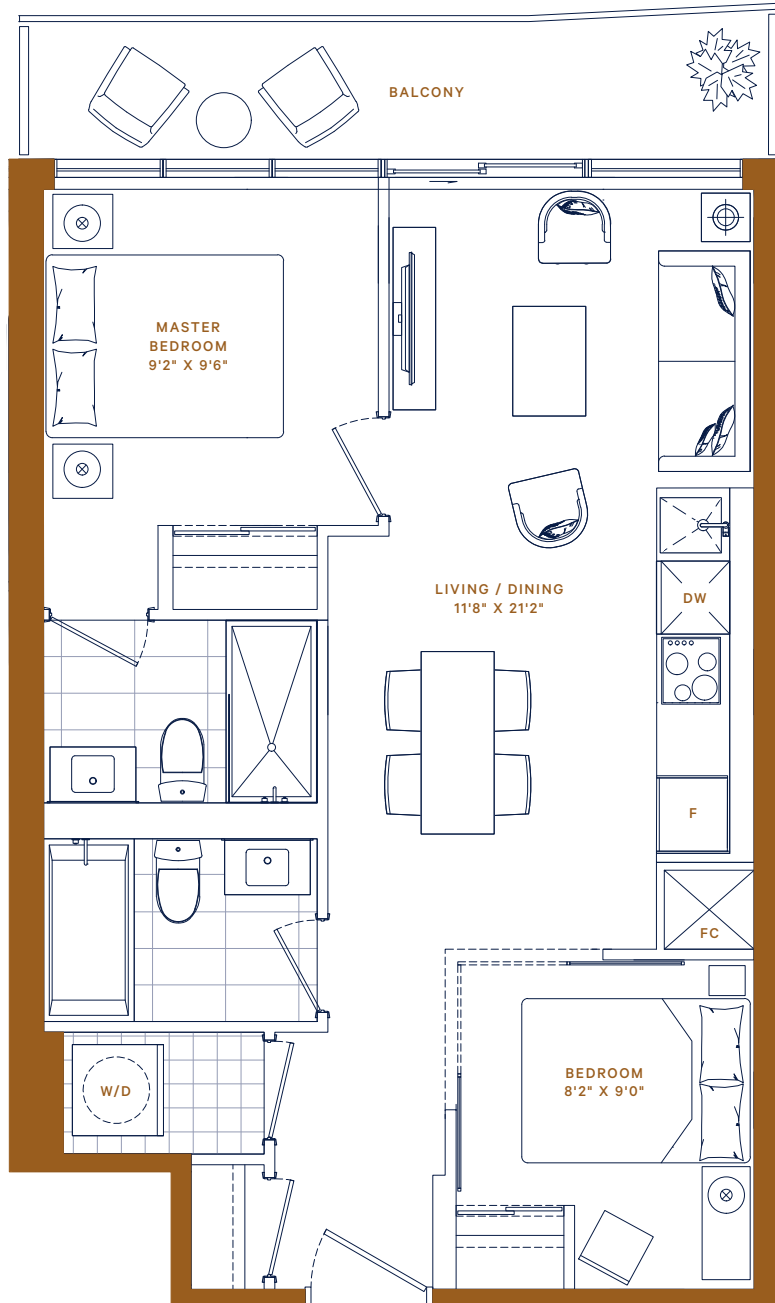 BALCONY
MASTER
BEDROOM
9'2" X 9'6"
LIVING / DINING
11'8" X 21'2"
DW
F
FC
BEDROOM
8'2" X 9'0"
W/D